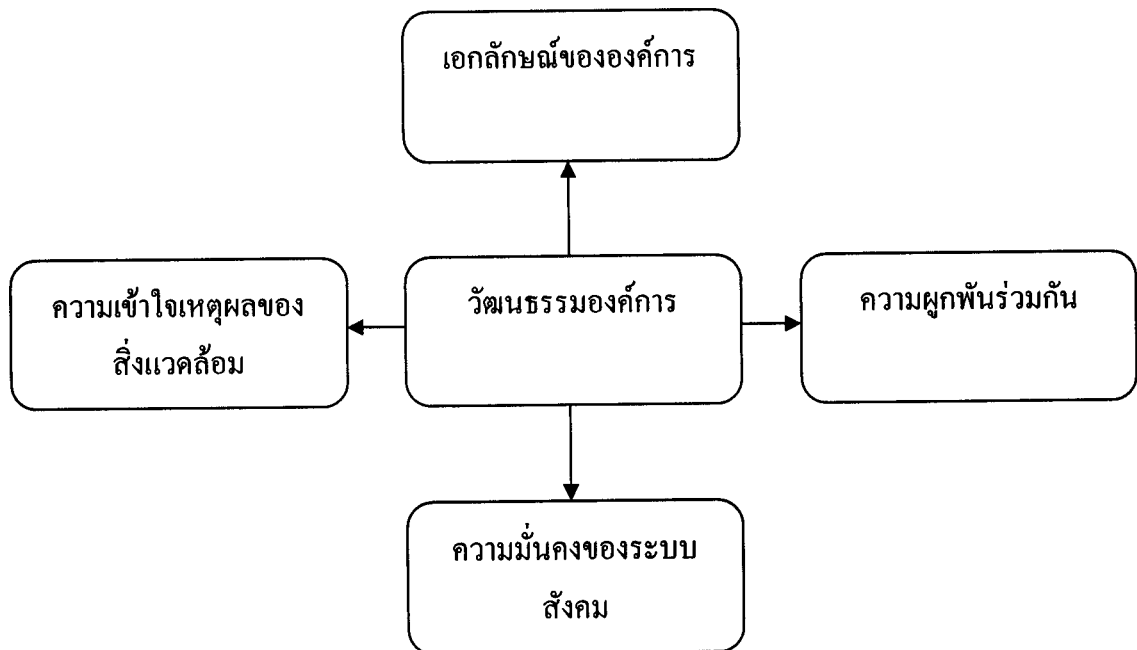 เอกลักษณ์ขององค์การ
ความเข้าใจเหตุผลของ
สิ่งแวดล้อม
วัฒนธรรมองค์การ
ความผูกพันร่วมกัน
ความมั่นคงของระบบ
สังคม